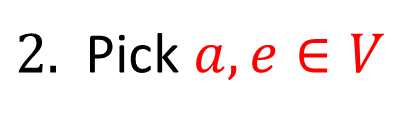 2. Pick a, e ∈ V